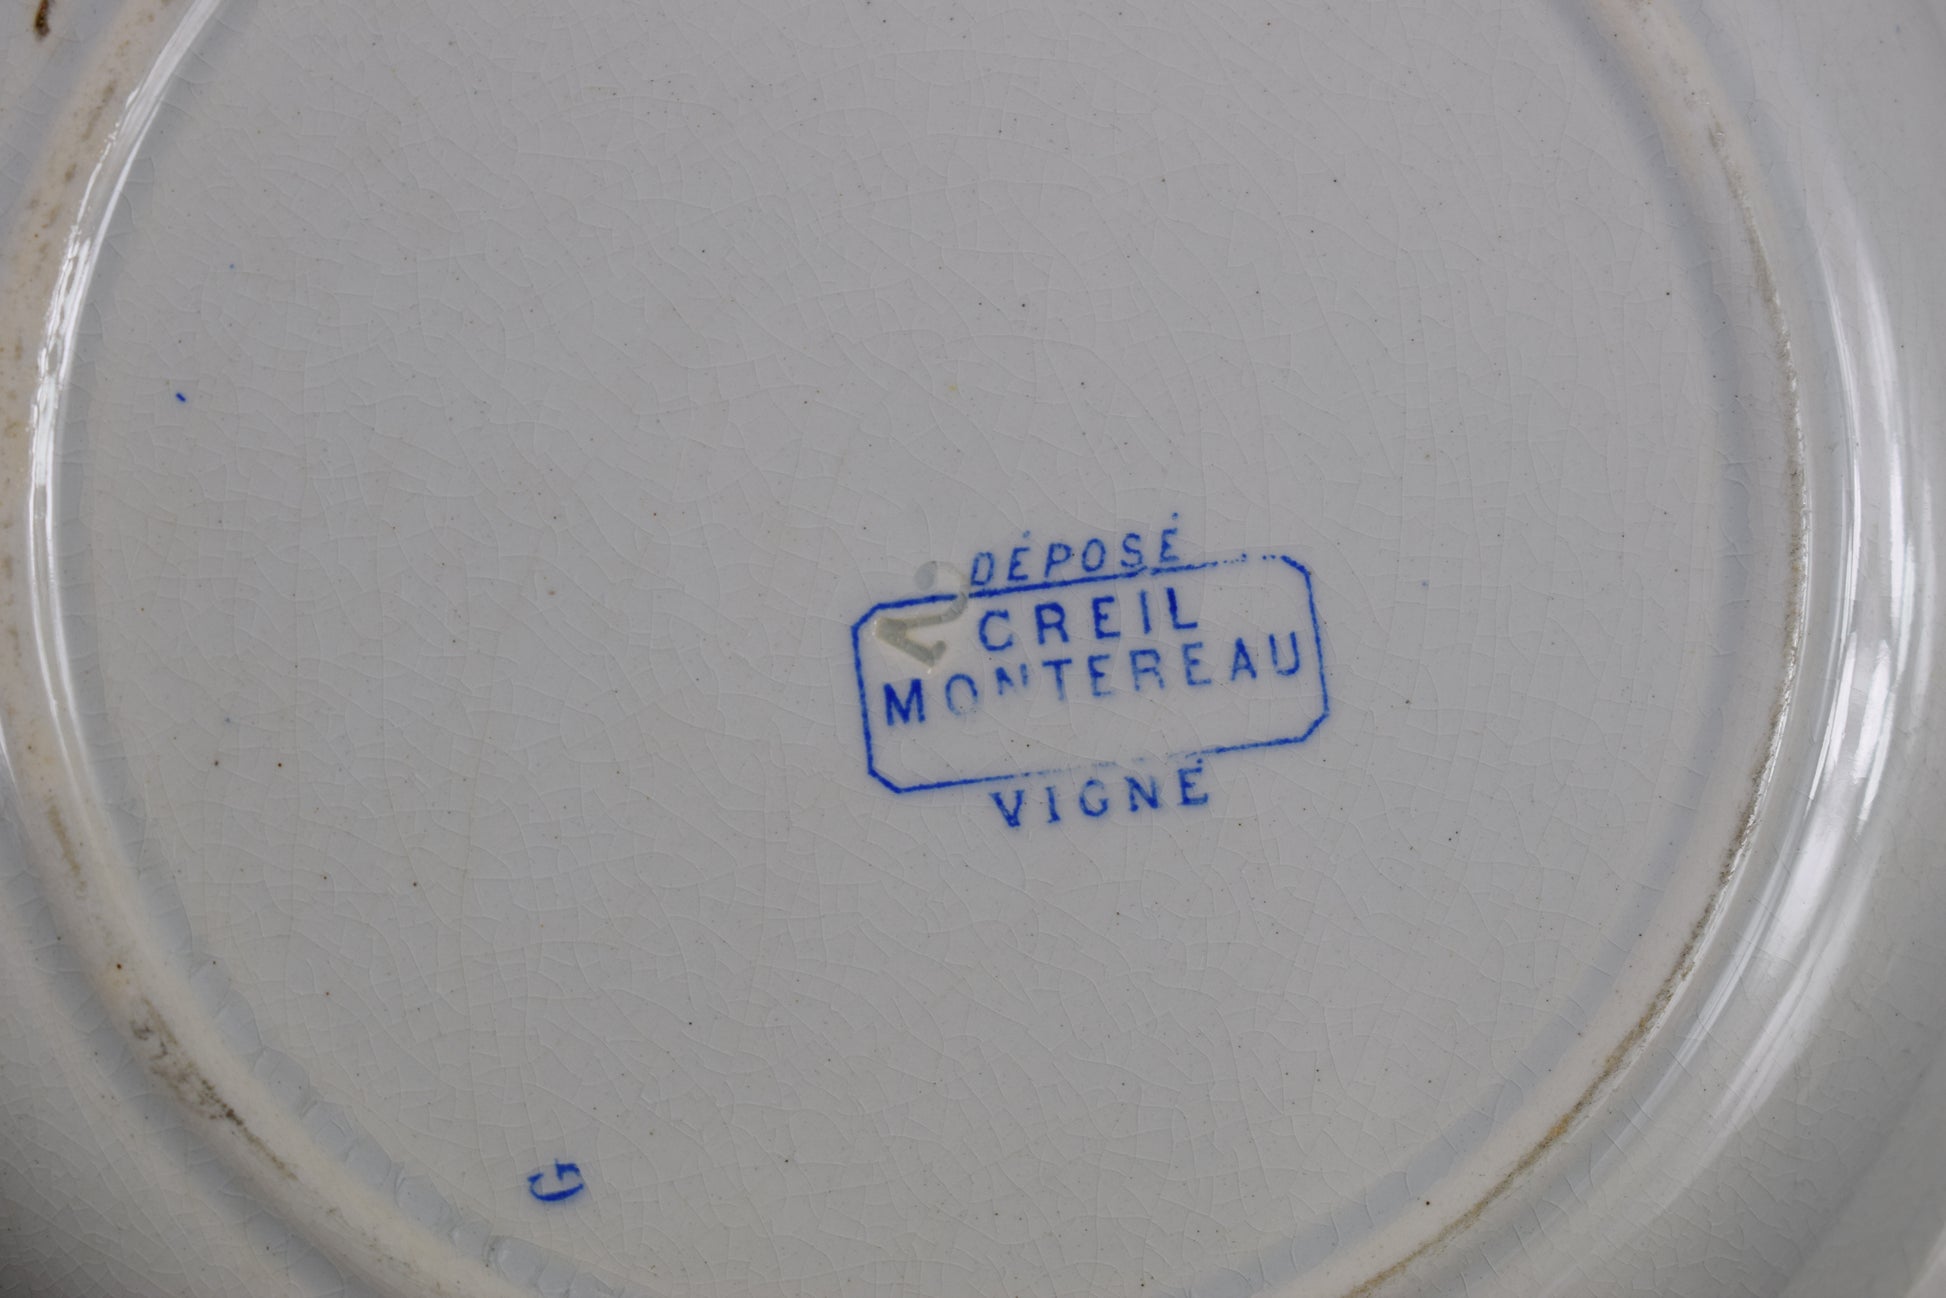 DÉPOSÉ
CREIL
MONTEREAU
VIGNE
G